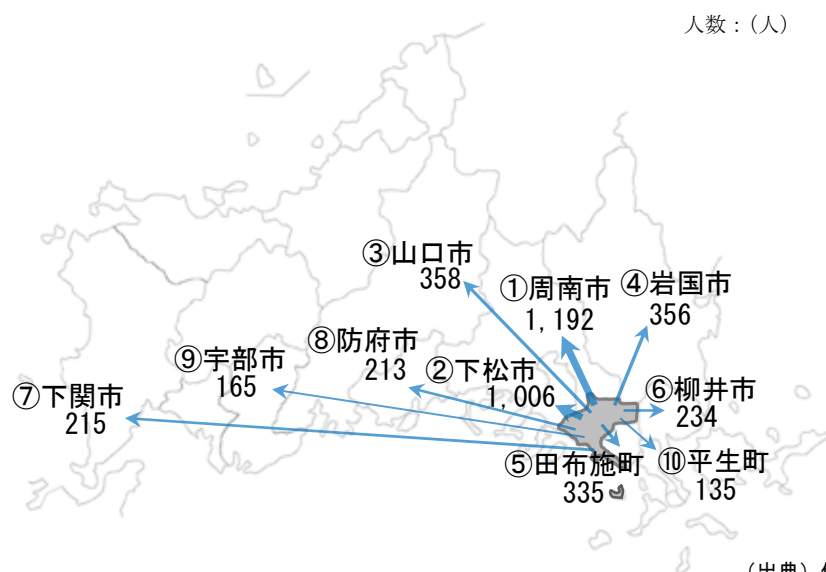 人数：(人)
③山口市
358
①周南市
1,192
④岩国市
356
⑧防府市
213
⑨宇部市
165
②下松市
1,006
⑦下関市
215
⑥柳井市
234
⑤田布施町
335
⑩平生町
135
(出典)